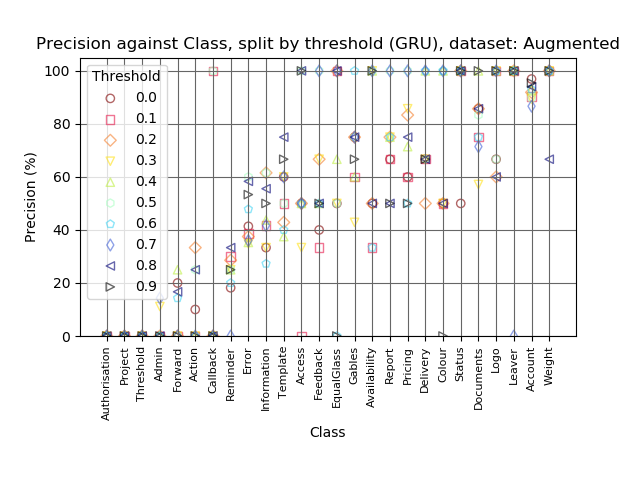 Precision against Class, split by threshold (GRU), dataset: Augmented
Precision (%)
100
80
60
40
20
0
Threshold
0.0
0.1
0.2
0.3
0.4
0.5
0.6
0.7
0.8
0.9
Authorisation
Project
Threshold
Admin
Forward
Action
Callback
Reminder
Error
Information
Template
Access
Feedback
EqualGlass
Gables
Availability
Report
Pricing
Delivery
Colour
Status
Documents
Logo
Leaver
Account
Weight
Class